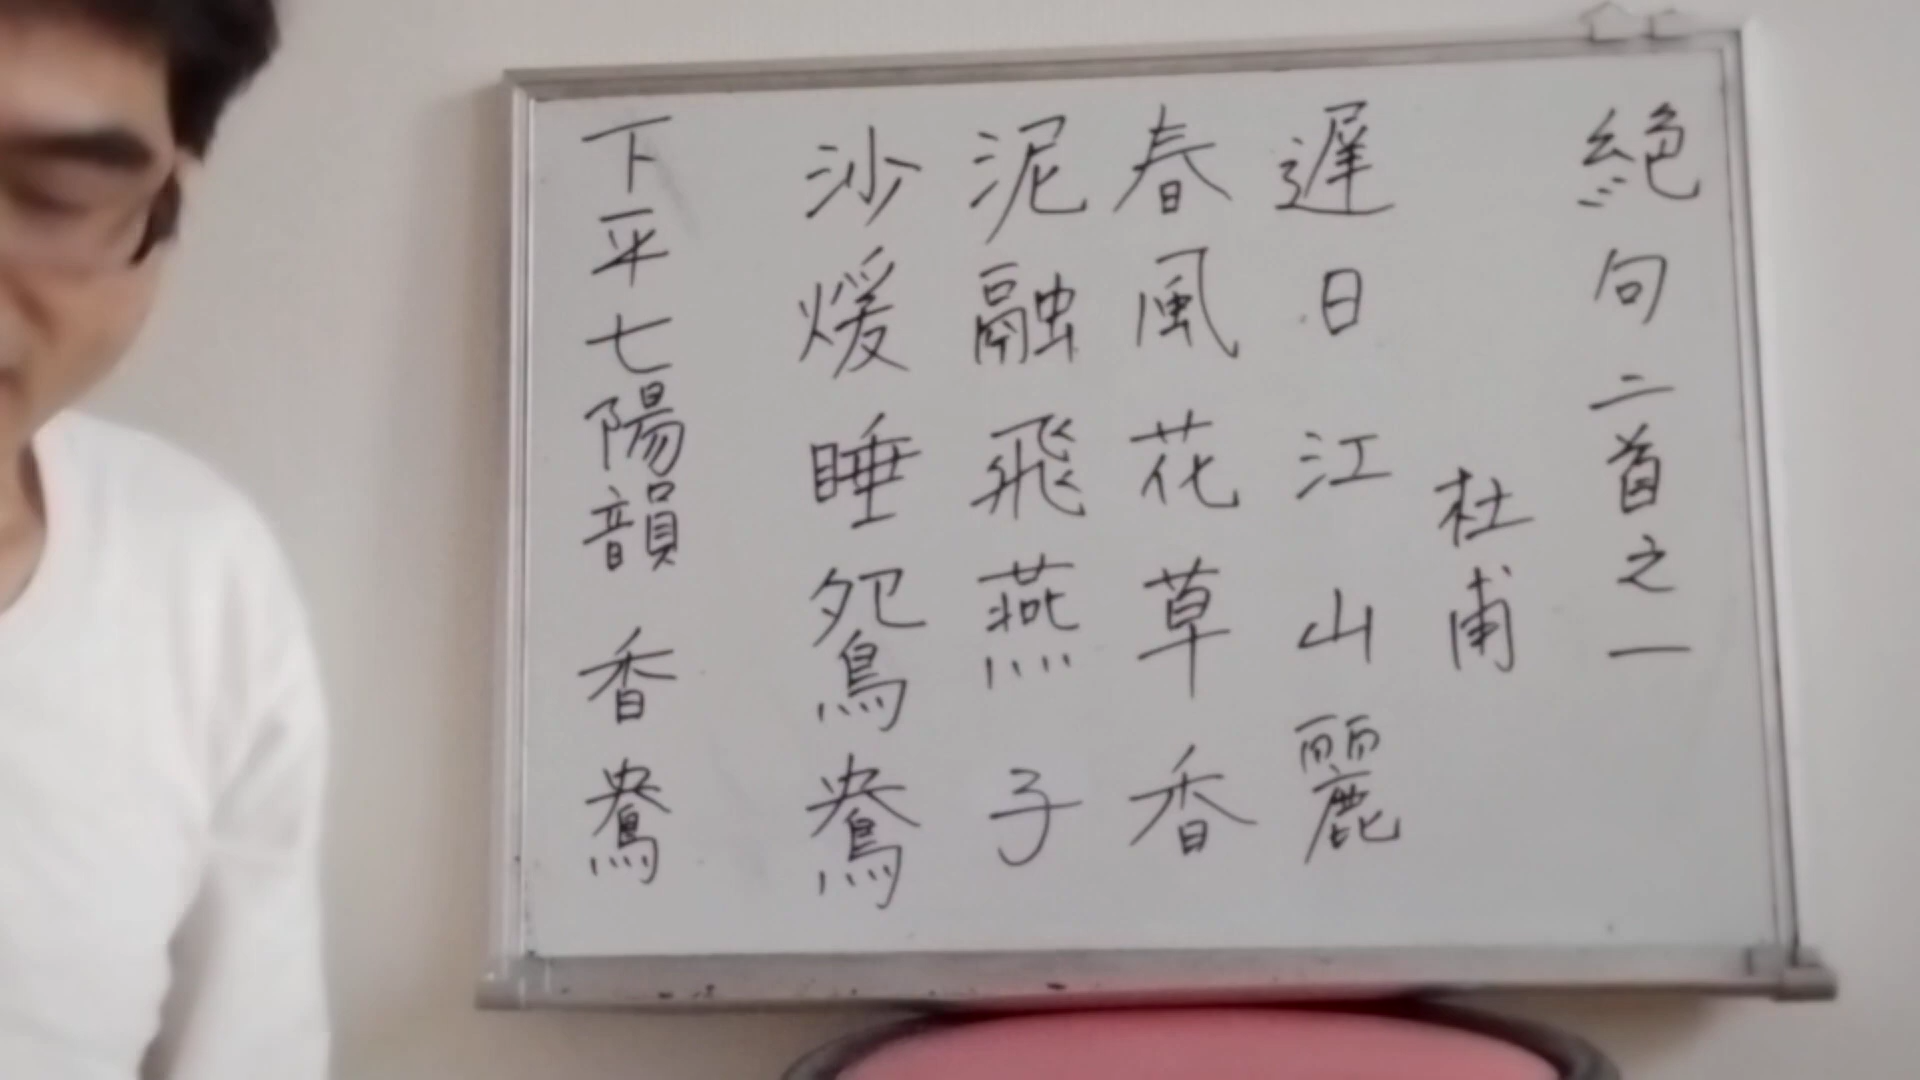 絶句二首之一
杜甫
遅日江山麗
春風花草香
泥融飛燕子
沙煖睡鴛鴦
下平七陽韻 香鴦